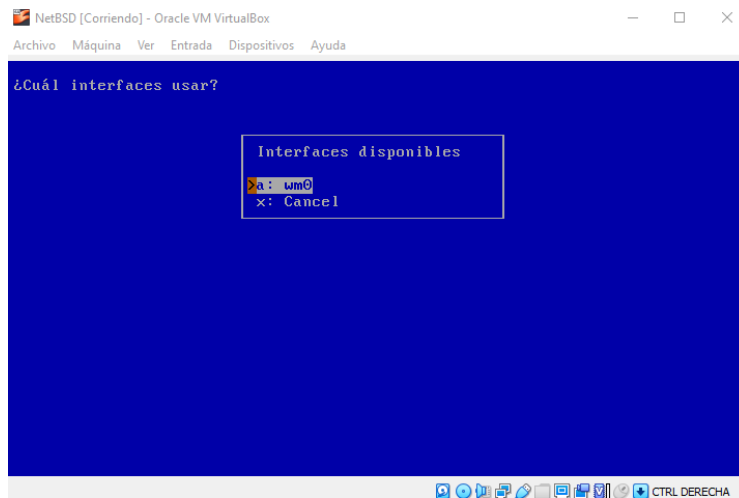 NetBSD [Corriendo] - Oracle VM VirtualBox
Archivo Máquina Ver Entrada Dispositivos Ayuda
¿Cuál interfaces usar?
Interfaces disponibles
>a: wm0
x: Cancel
CTRL DERECHA